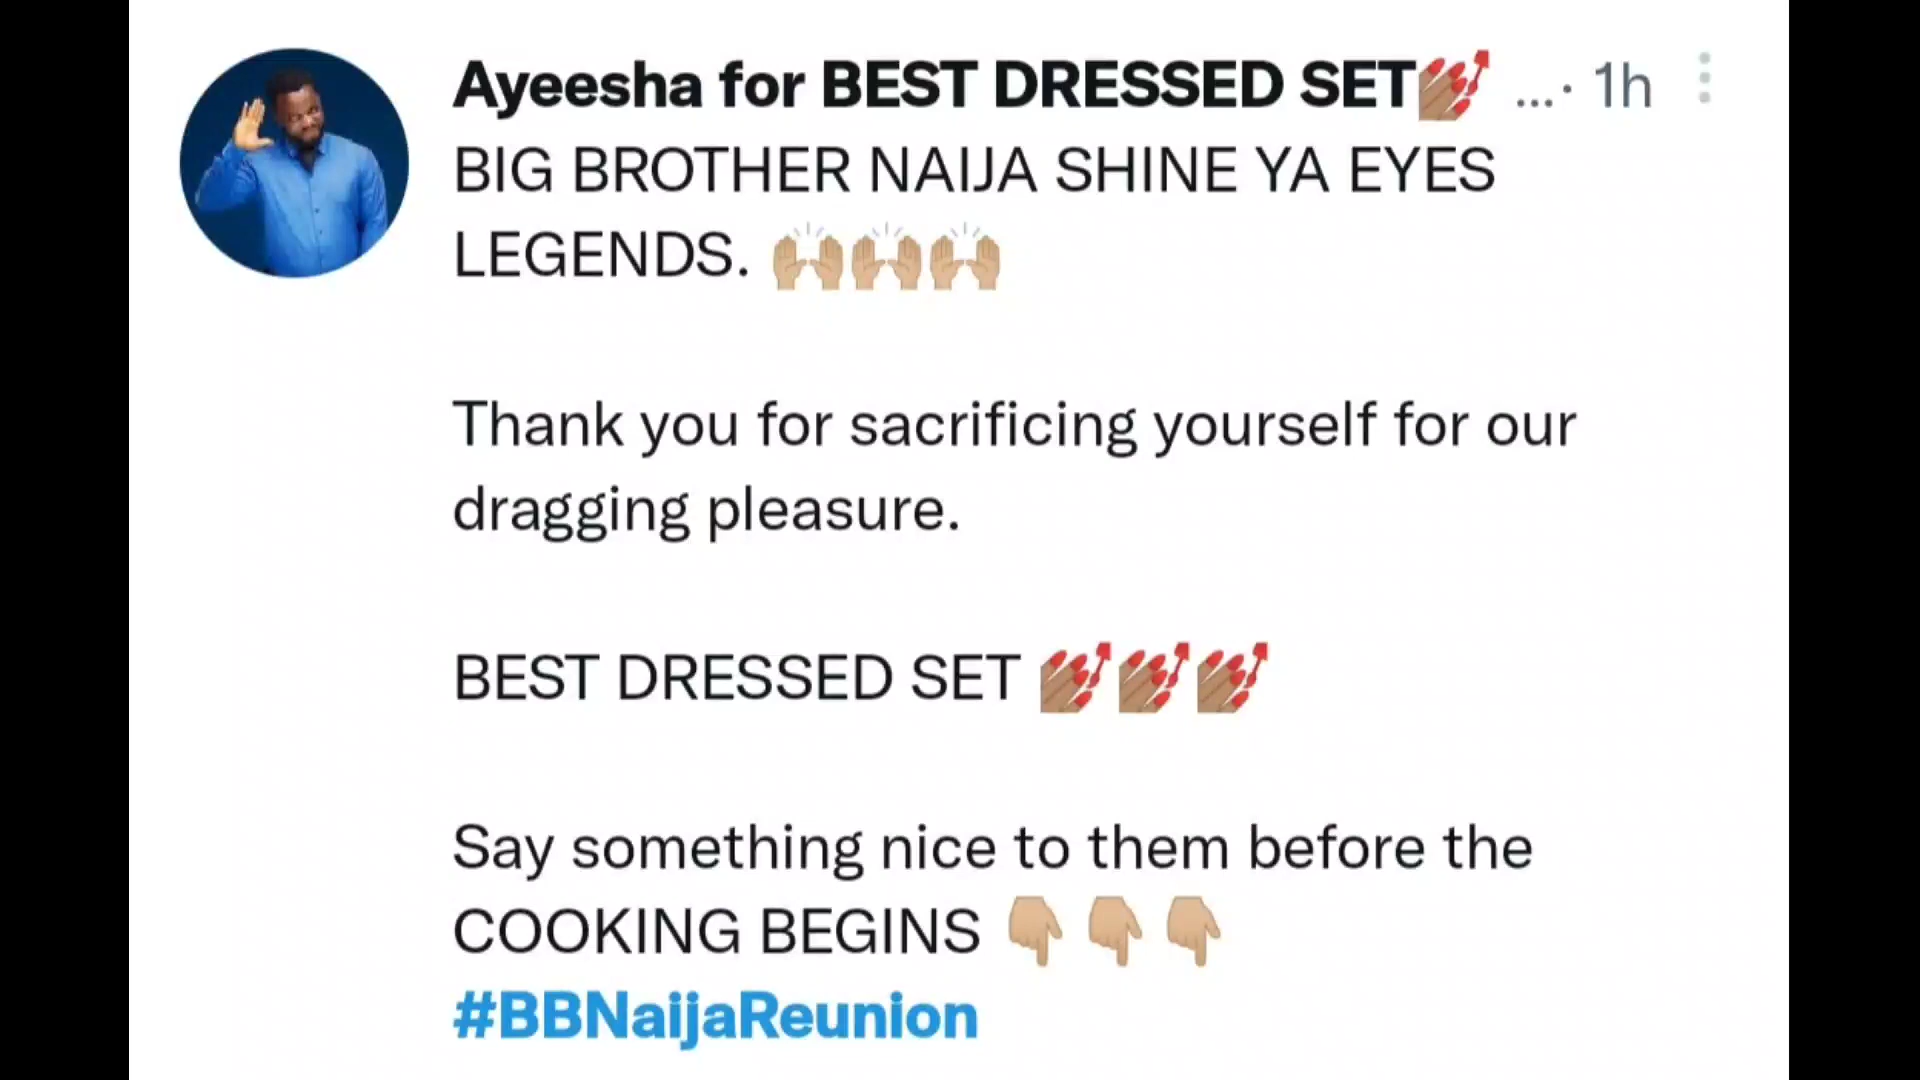 Ayeesha for BEST DRESSED SET💅🏽 ... · 1h
BIG BROTHER NAIJA SHINE YA EYES
LEGENDS. 🙌🏼🙌🏼🙌🏼
Thank you for sacrificing yourself for our
dragging pleasure.
BEST DRESSED SET 💅🏽💅🏽💅🏽
Say something nice to them before the
COOKING BEGINS 👇🏼👇🏼👇🏼
#BBNaijaReunion